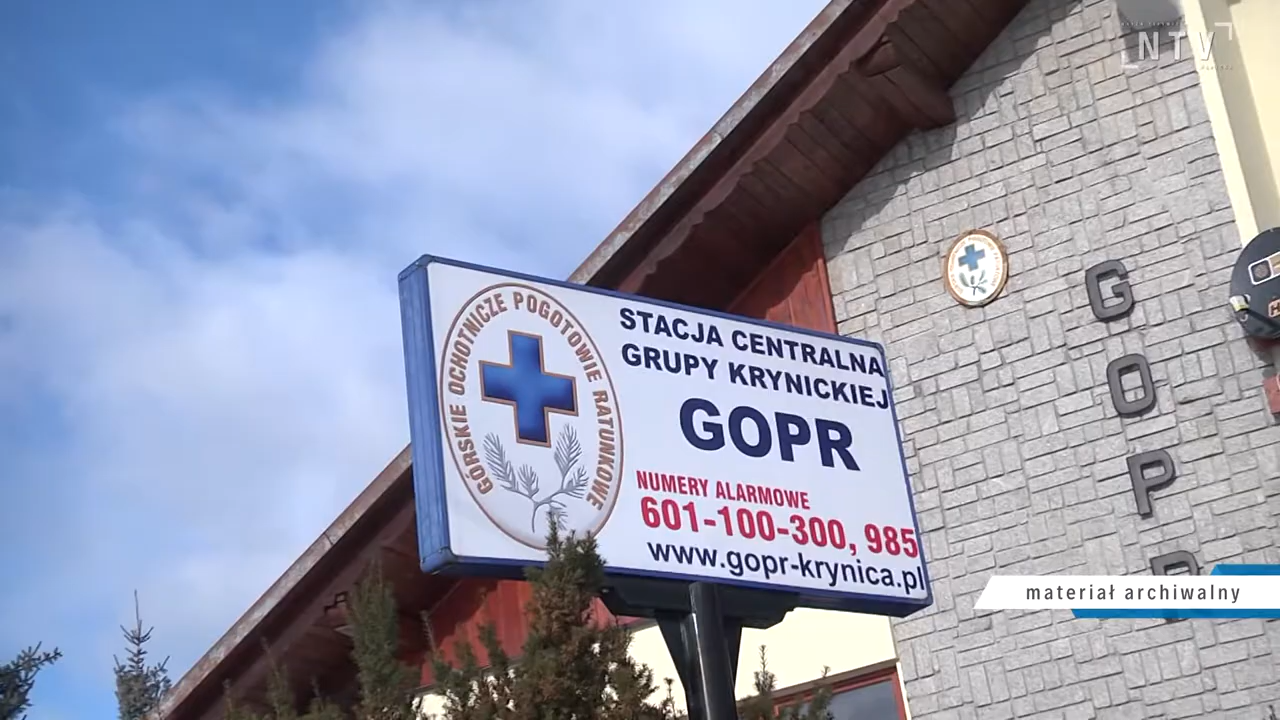 NTV
GÓRSKIE OCHOTNICZE POGOTOWIE RATUNKOWE
STACJA CENTRALNA
GRUPY KRYNICKIEJ
GOPR
NUMERY ALARMOWE
601-100-300, 985
www.gopr-krynica.pl
G
O
P
R
materiał archiwalny